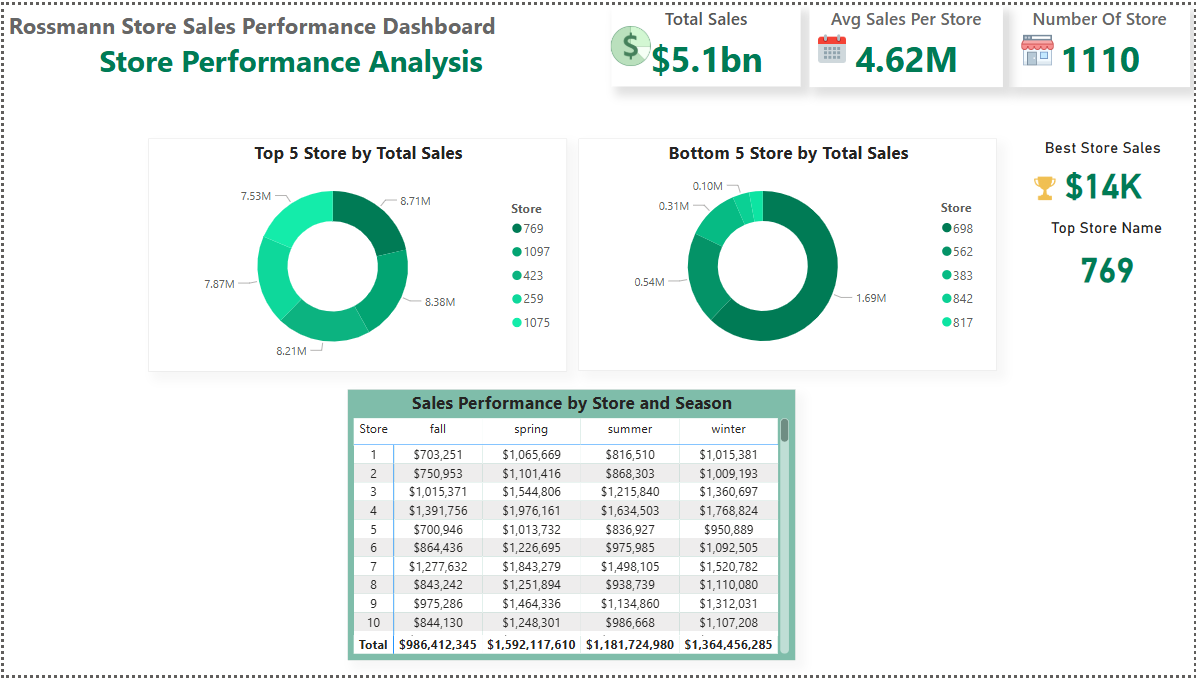 Rossmann Store Sales Performance Dashboard
Store Performance Analysis
Total Sales
$5.1bn
Avg Sales Per Store
4.62M
Number Of Store
1110
Top 5 Store by Total Sales
7.53M
8.71M
7.87M
8.38M
8.21M
Store
769
1097
423
259
1075
Bottom 5 Store by Total Sales
0.10M
0.31M
0.54M
1.69M
Store
698
562
383
842
817
Best Store Sales
$14K
Top Store Name
769
Sales Performance by Store and Season
Store fall spring summer winter
1 $703,251 $1,065,669 $816,510 $1,015,381
2 $750,953 $1,101,416 $868,303 $1,009,193
3 $1,015,371 $1,544,806 $1,215,840 $1,360,697
4 $1,391,756 $1,976,161 $1,634,503 $1,768,824
5 $700,946 $1,013,732 $836,927 $950,889
6 $864,436 $1,226,695 $975,985 $1,092,505
7 $1,277,632 $1,843,279 $1,498,105 $1,520,782
8 $843,242 $1,251,894 $938,739 $1,110,080
9 $975,286 $1,464,336 $1,134,860 $1,312,031
10 $844,130 $1,248,301 $986,668 $1,107,208
Total $986,412,345 $1,592,117,610 $1,181,724,980 $1,364,456,285